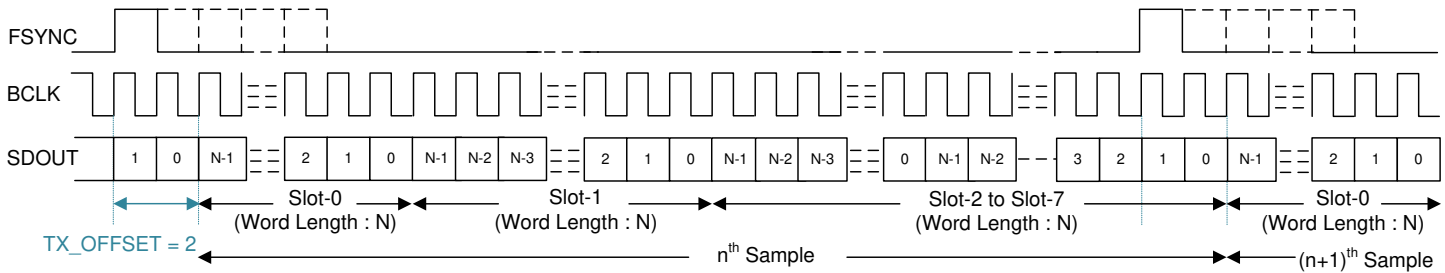 FSYNC
BCLK
SDOUT 1 0 N-1 2 1 0 N-1 N-2 N-3 2 1 0 N-1 N-2 N-3 0 N-1 N-2 3 2 1 0 N-1 2 1 0
Slot-0 Slot-1 Slot-2 to Slot-7 Slot-0
(Word Length : N) (Word Length : N) (Word Length : N) (Word Length : N)
TX_OFFSET = 2 nth Sample (n+1)th Sample